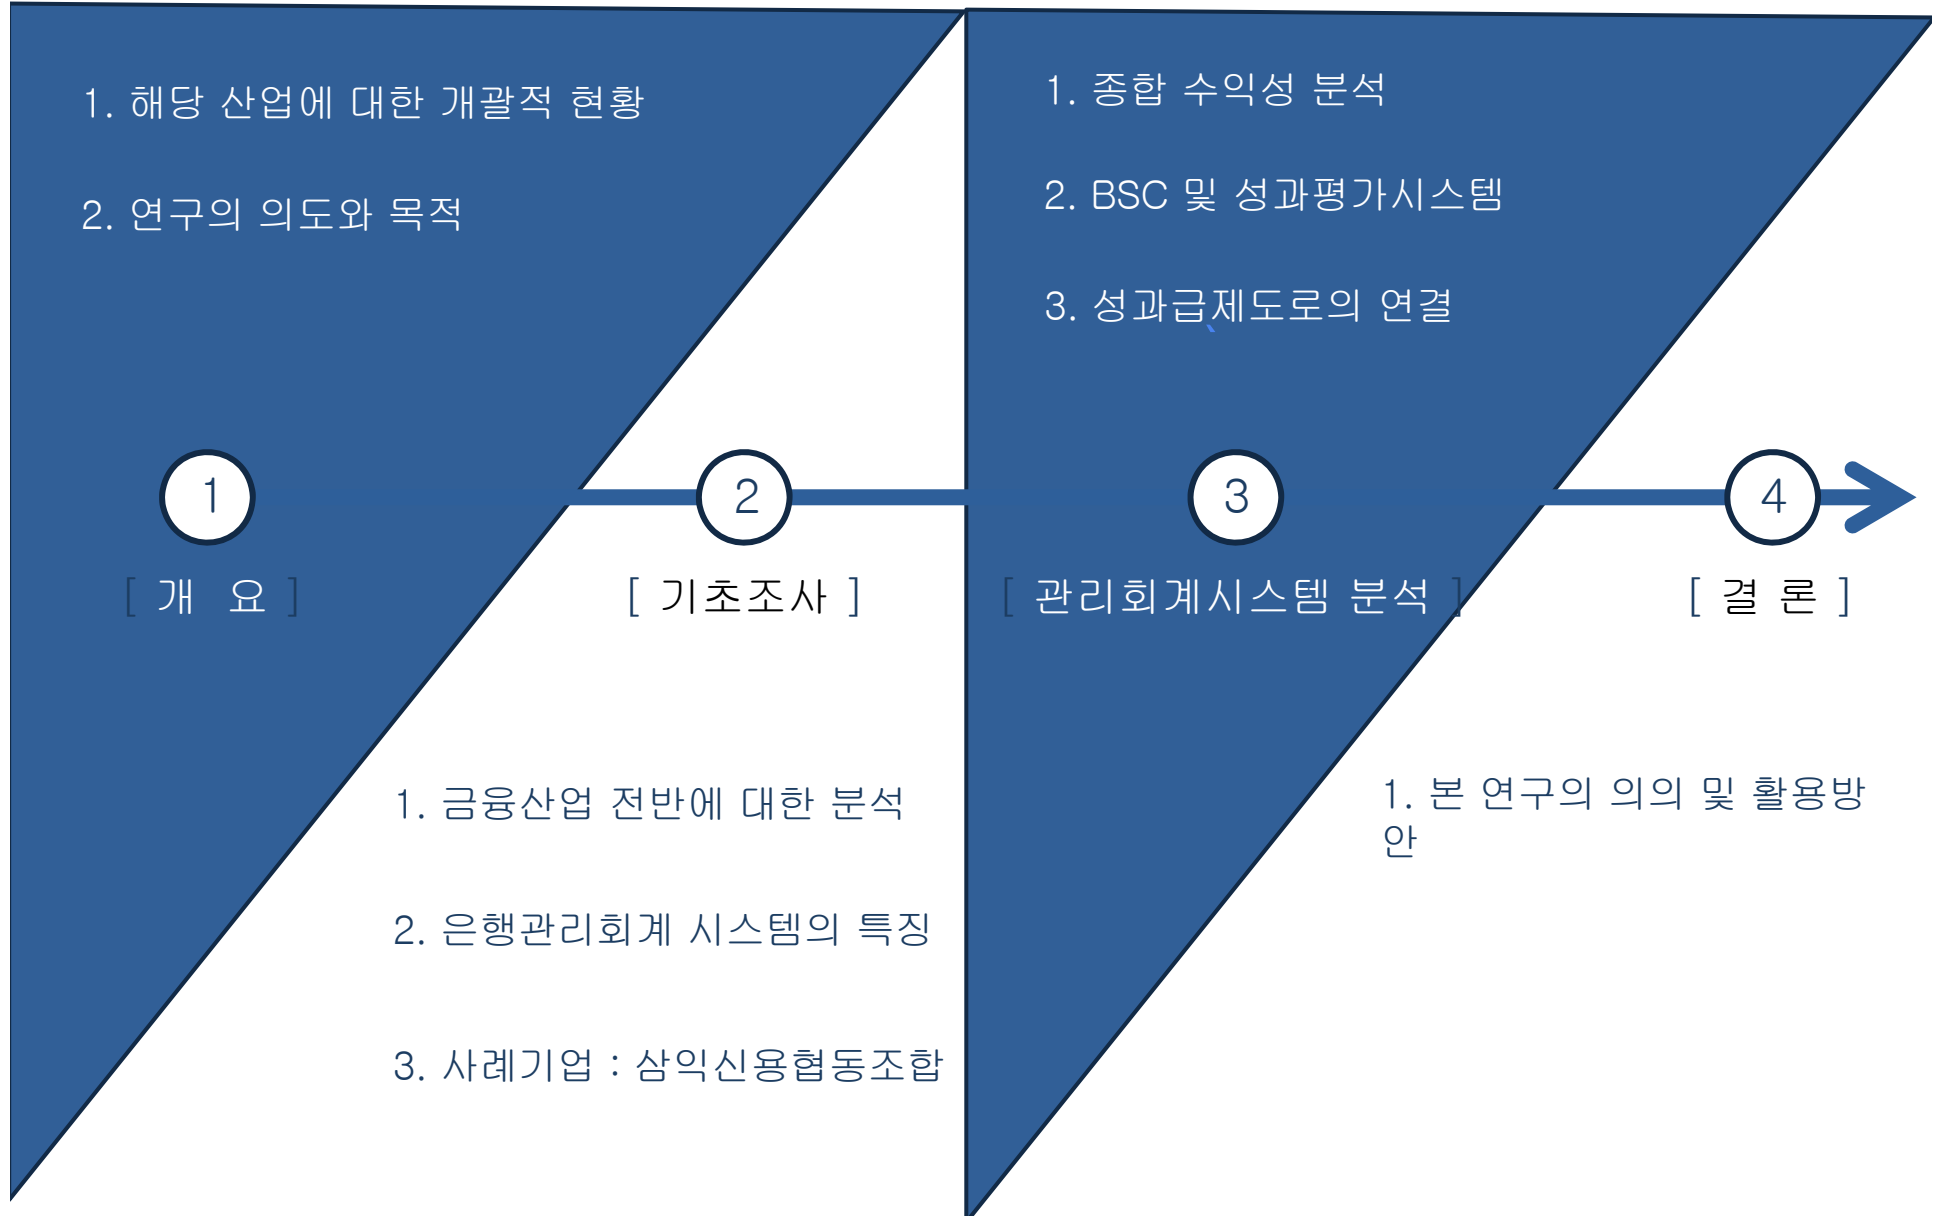 1. 해당 산업에 대한 개괄적 현황
2. 연구의 의도와 목적
1
[ 개 요 ]
2
[ 기초조사 ]
1. 금융산업 전반에 대한 분석
2. 은행관리회계 시스템의 특징
3. 사례기업 : 삼익신용협동조합
1. 종합 수익성 분석
2. BSC 및 성과평가시스템
3. 성과급제도로의 연결
`
3
[ 관리회계시스템 분석 ]
4
[ 결 론 ]
1. 본 연구의 의의 및 활용방
안